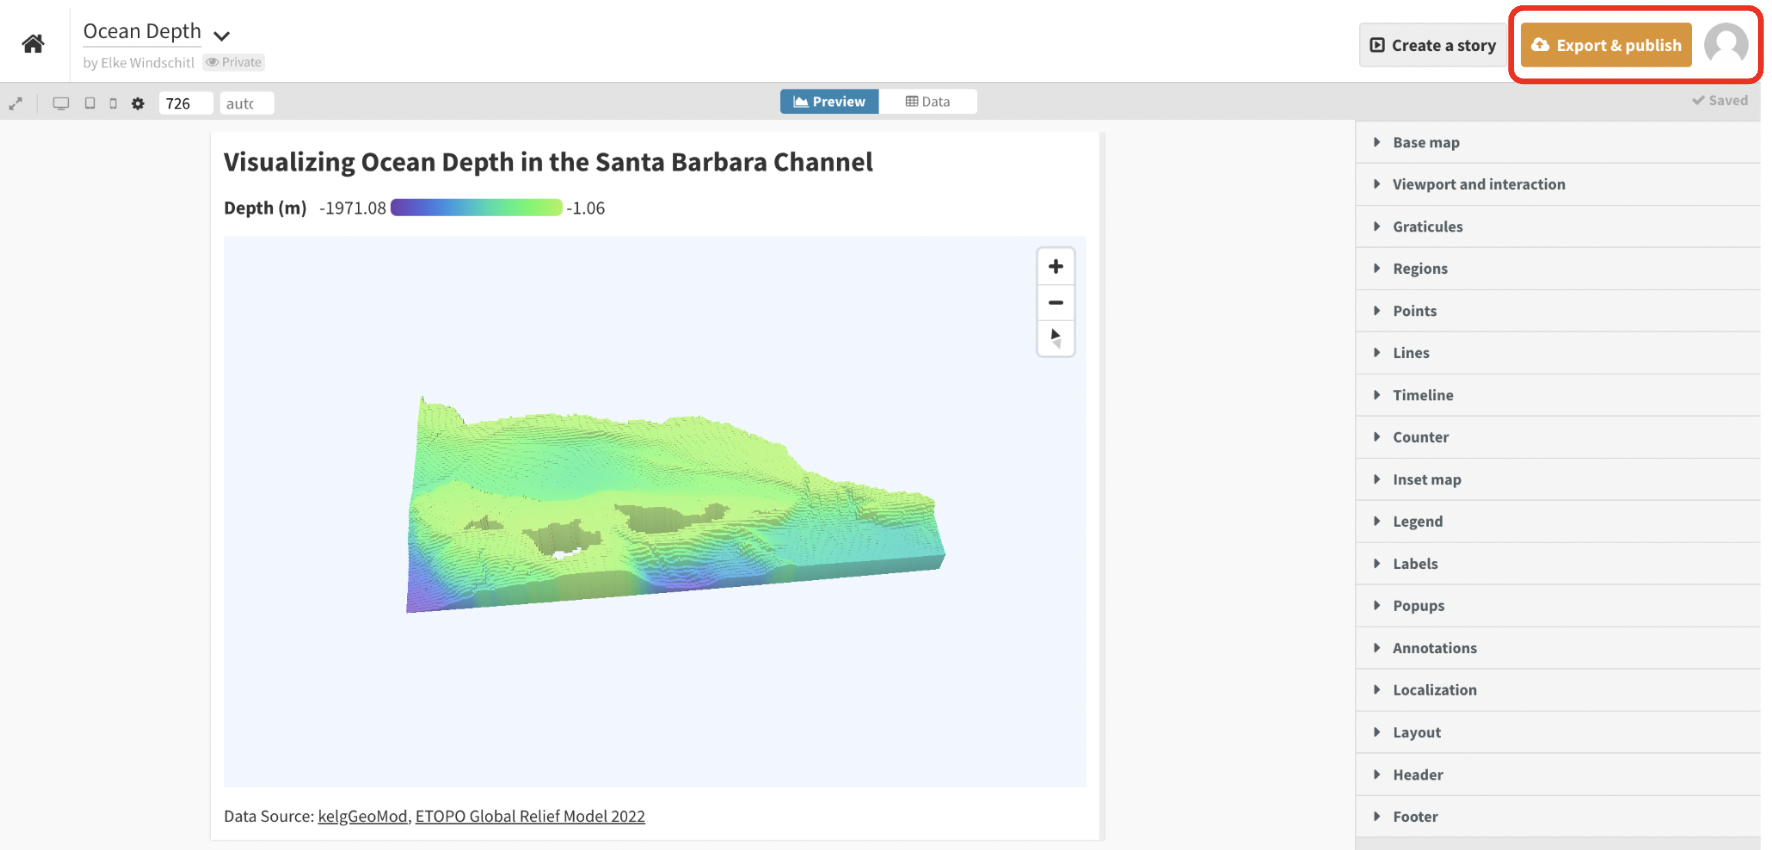 Ocean Depth
by Elke Windschitl Private
Create a story
Export & publish
726 auto
Preview Data
Saved
Visualizing Ocean Depth in the Santa Barbara Channel
Depth (m) -1971.08 -1.06
+
−
Data Source: kelgGeoMod, ETOPO Global Relief Model 2022
Base map
Viewport and interaction
Graticules
Regions
Points
Lines
Timeline
Counter
Inset map
Legend
Labels
Popups
Annotations
Localization
Layout
Header
Footer